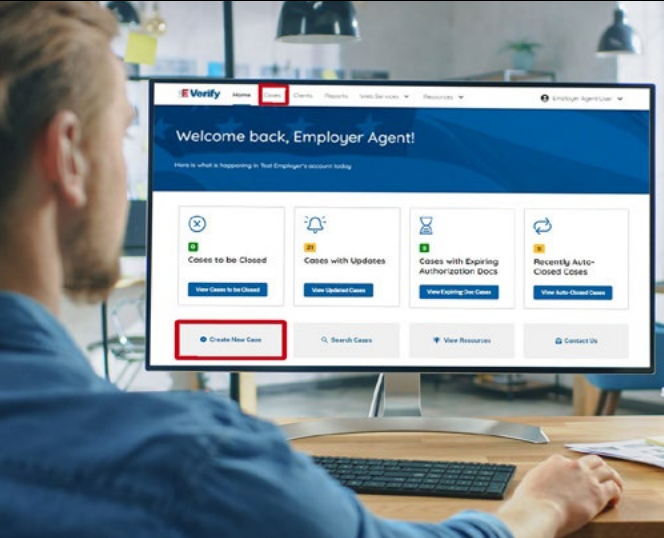 E-Verify Home Cases Clients Reports Web Services Resources Employer Agent User
Welcome back, Employer Agent!
Here is what is happening in Test Employer's account today
0
Cases to be Closed
View Cases to be Closed
21
Cases with Updates
View Updated Cases
Cases with Expiring
Authorization Docs
View Expiring Doc Cases
Recently Auto-
Closed Cases
View Auto-Closed Cases
Create New Case
Search Cases
View Resources
Contact Us